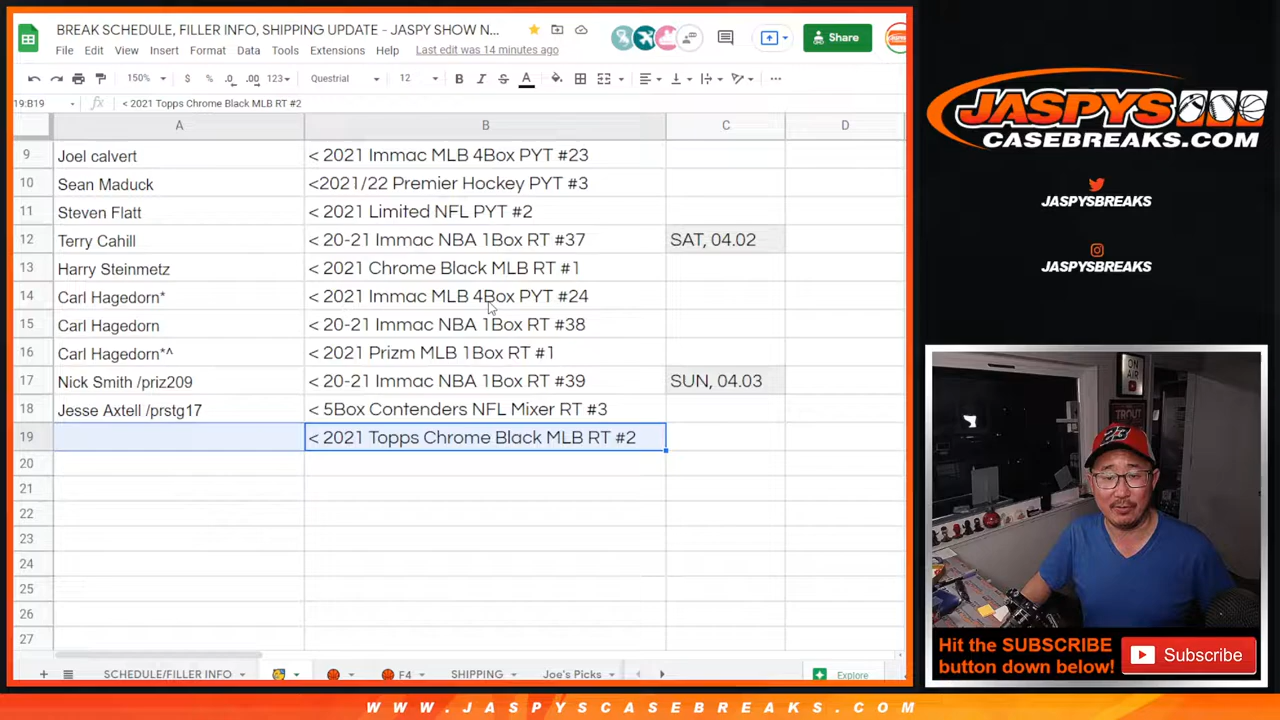 BREAK SCHEDULE, FILLER INFO, SHIPPING UPDATE - JASPY SHOW N...
File Edit View Insert Format Data Tools Extensions Help Last edit was 14 minutes ago
Share
150% $ % .0 .00 123 Questrial 12 B I S A
19:B19 fx < 2021 Topps Chrome Black MLB RT #2
A B C D
9 Joel calvert < 2021 Immac MLB 4Box PYT #23
10 Sean Maduck <2021/22 Premier Hockey PYT #3
11 Steven Flatt < 2021 Limited NFL PYT #2
12 Terry Cahill < 20-21 Immac NBA 1Box RT #37 SAT, 04.02
13 Harry Steinmetz < 2021 Chrome Black MLB RT #1
14 Carl Hagedorn* < 2021 Immac MLB 4Box PYT #24
15 Carl Hagedorn < 20-21 Immac NBA 1Box RT #38
16 Carl Hagedorn*^ < 2021 Prizm MLB 1Box RT #1
17 Nick Smith /priz209 < 20-21 Immac NBA 1Box RT #39 SUN, 04.03
18 Jesse Axtell /prstg17 < 5Box Contenders NFL Mixer RT #3
19 < 2021 Topps Chrome Black MLB RT #2
20
21
22
23
24
25
26
27
SCHEDULE/FILLER INFO F4 SHIPPING Joe's Picks Explore
JASPYS
CASEBREAKS.COM
JASPYSBREAKS
JASPYSBREAKS
ON AIR
TROUT
23
Hit the SUBSCRIBE
button down below!
Subscribe
WWW.JASPYSCASEBREAKS.COM